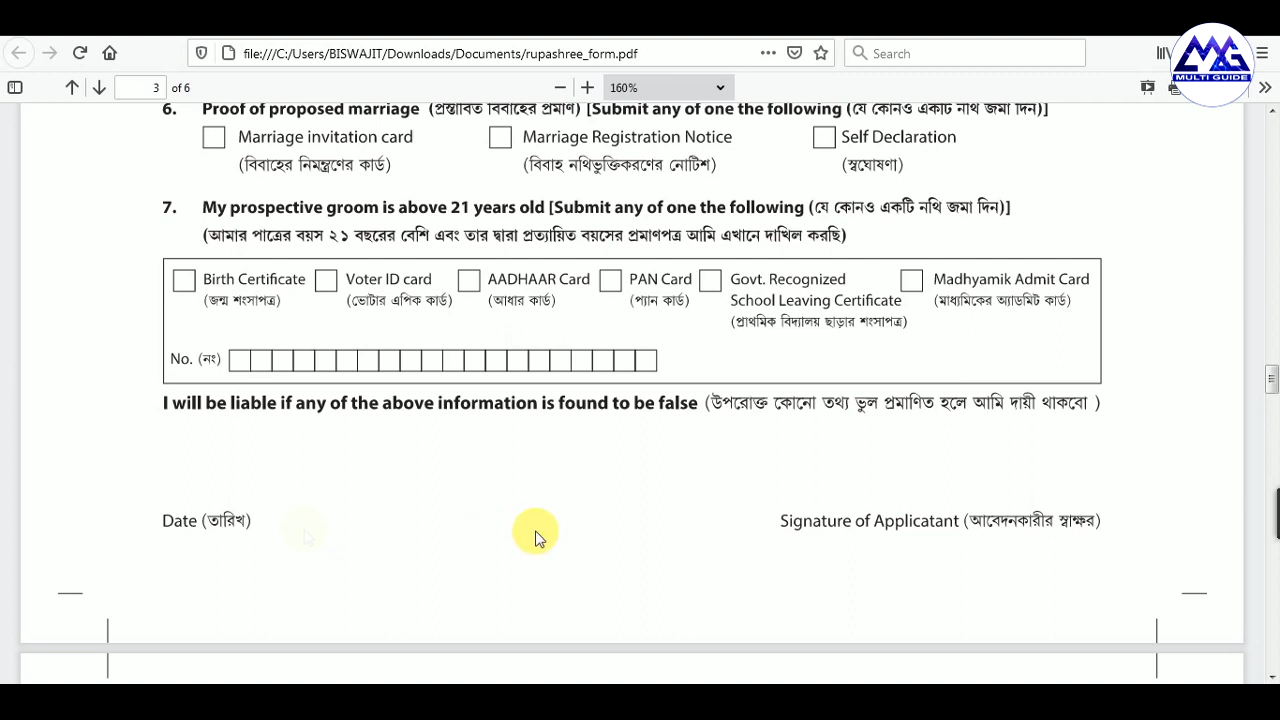 file:///C:/Users/BISWAJIT/Downloads/Documents/rupashree_form.pdf
Search
MULTI GUIDE
3 of 6
160%
6. Proof of proposed marriage (প্রস্তাবিত বিবাহের প্রমাণ) [Submit any of one the following (যে কোনও একটি নথি জমা দিন)]
Marriage invitation card Marriage Registration Notice Self Declaration
(বিবাহের নিমন্ত্রণের কার্ড) (বিবাহ নথিভুক্তিকরণের নোটিশ) (স্বঘোষণা)
7. My prospective groom is above 21 years old [Submit any of one the following (যে কোনও একটি নথি জমা দিন)]
(আমার পাত্রের বয়স ২১ বছরের বেশি এবং তার দ্বারা প্রত্যায়িত বয়সের প্রমাণপত্র আমি এখানে দাখিল করছি)
Birth Certificate Voter ID card AADHAAR Card PAN Card Govt. Recognized Madhyamik Admit Card
(জন্ম শংসাপত্র) (ভোটার এপিক কার্ড) (আধার কার্ড) (প্যান কার্ড) School Leaving Certificate (মাধ্যমিকের অ্যাডমিট কার্ড)
(প্রাথমিক বিদ্যালয় ছাড়ার শংসাপত্র)
No. (নং)
I will be liable if any of the above information is found to be false (উপরোক্ত কোনো তথ্য ভুল প্রমাণিত হলে আমি দায়ী থাকবো )
Date (তারিখ) Signature of Applicatant (আবেদনকারীর স্বাক্ষর)